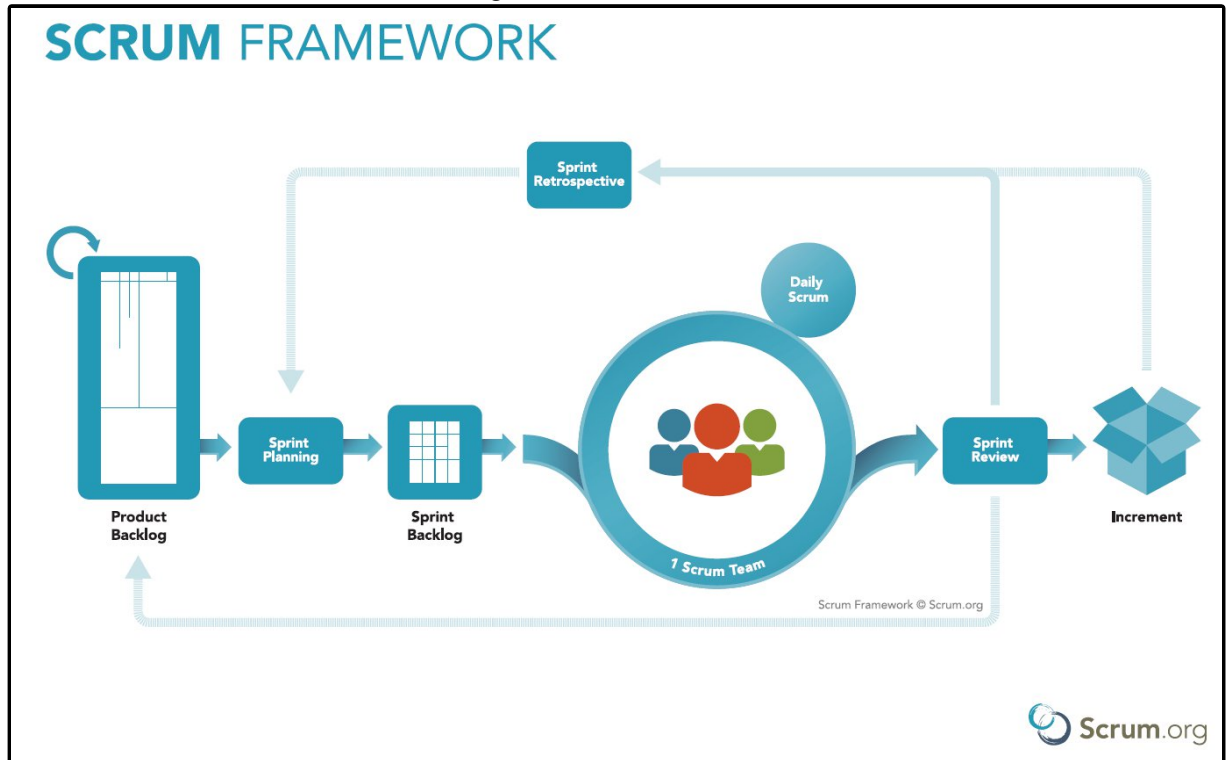 SCRUM FRAMEWORK
Sprint
Retrospective
Daily
Scrum
Sprint
Planning
Sprint
Review
Product
Backlog
Sprint
Backlog
1 Scrum Team
Increment
Scrum Framework © Scrum.org
Scrum.org